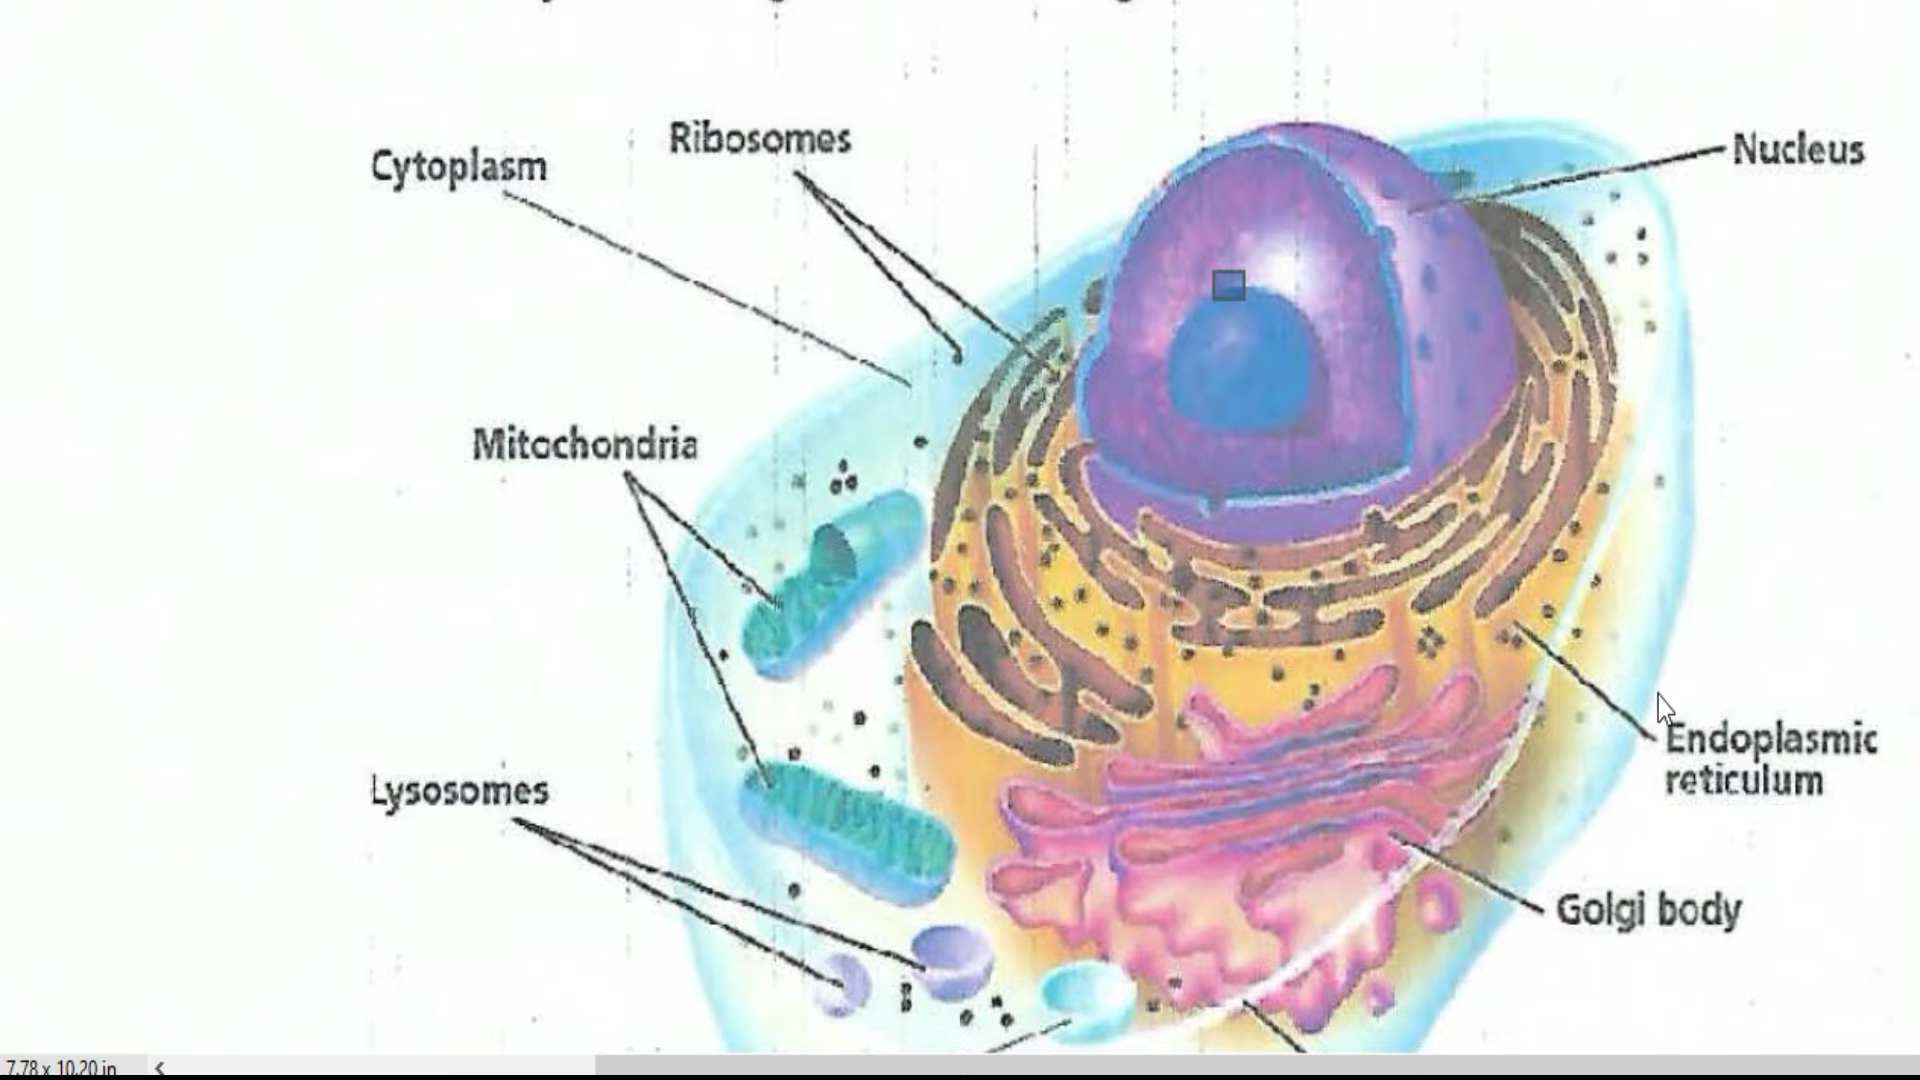 Ribosomes
Nucleus
Cytoplasm
Mitochondria
Endoplasmic
reticulum
Lysosomes
Golgi body
7.78 x 10.20 in